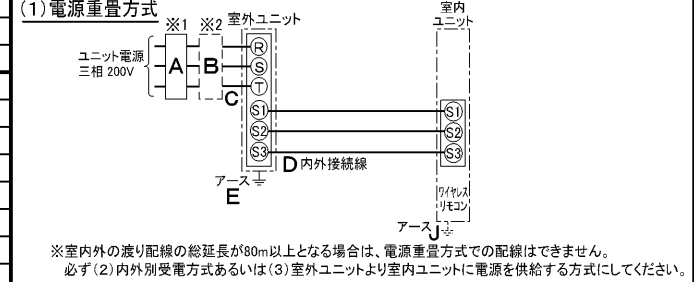 (1)電源重畳方式
※1 ※2 室外ユニット 室内ユニット
ユニット電源
三相 200V
A B C
R
S
T
S1 S1
S2 S2
S3 S3
D 内外接続線
アース
E
ワイヤレス
リモコン
アース J
※室内外の渡り配線の総延長が80m以上となる場合は、電源重畳方式での配線はできません。
必ず(2)内外別受電方式あるいは(3)室外ユニットより室内ユニットに電源を供給する方式にしてください。